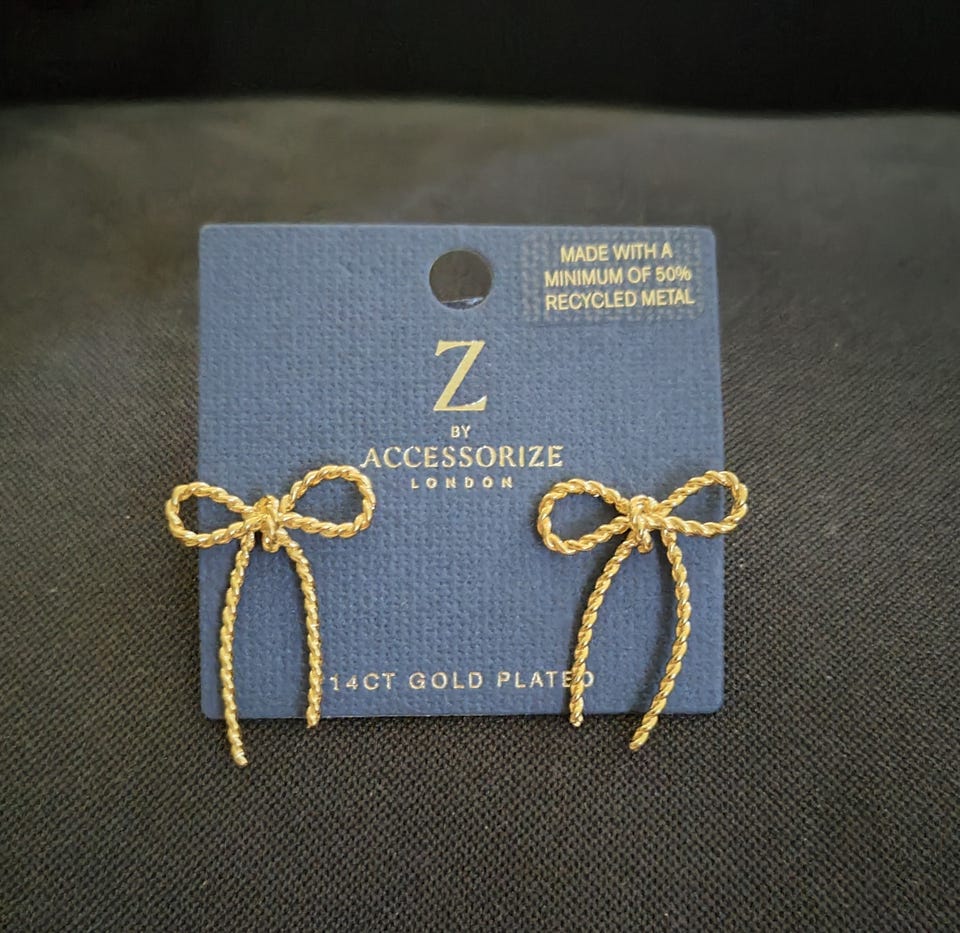 MADE WITH A
MINIMUM OF 50%
RECYCLED METAL
Z
BY
ACCESSORIZE
LONDON
14CT GOLD PLATED